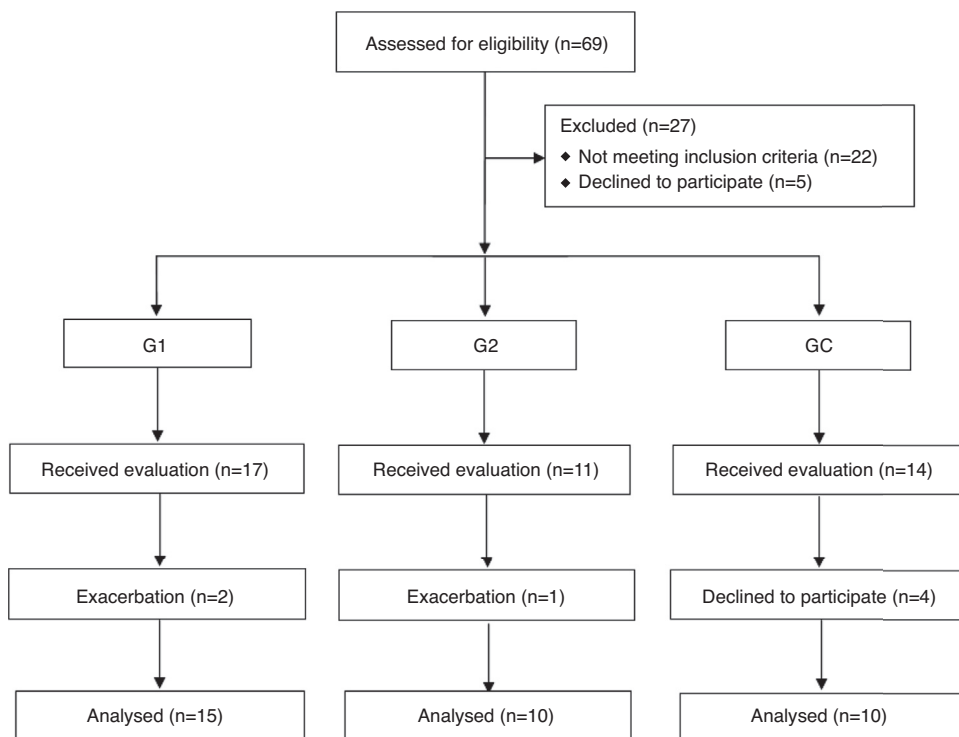 Assessed for eligibility (n=69)
Excluded (n=27)
◆ Not meeting inclusion criteria (n=22)
◆ Declined to participate (n=5)
G1
G2
GC
Received evaluation (n=17)
Received evaluation (n=11)
Received evaluation (n=14)
Exacerbation (n=2)
Exacerbation (n=1)
Declined to participate (n=4)
Analysed (n=15)
Analysed (n=10)
Analysed (n=10)